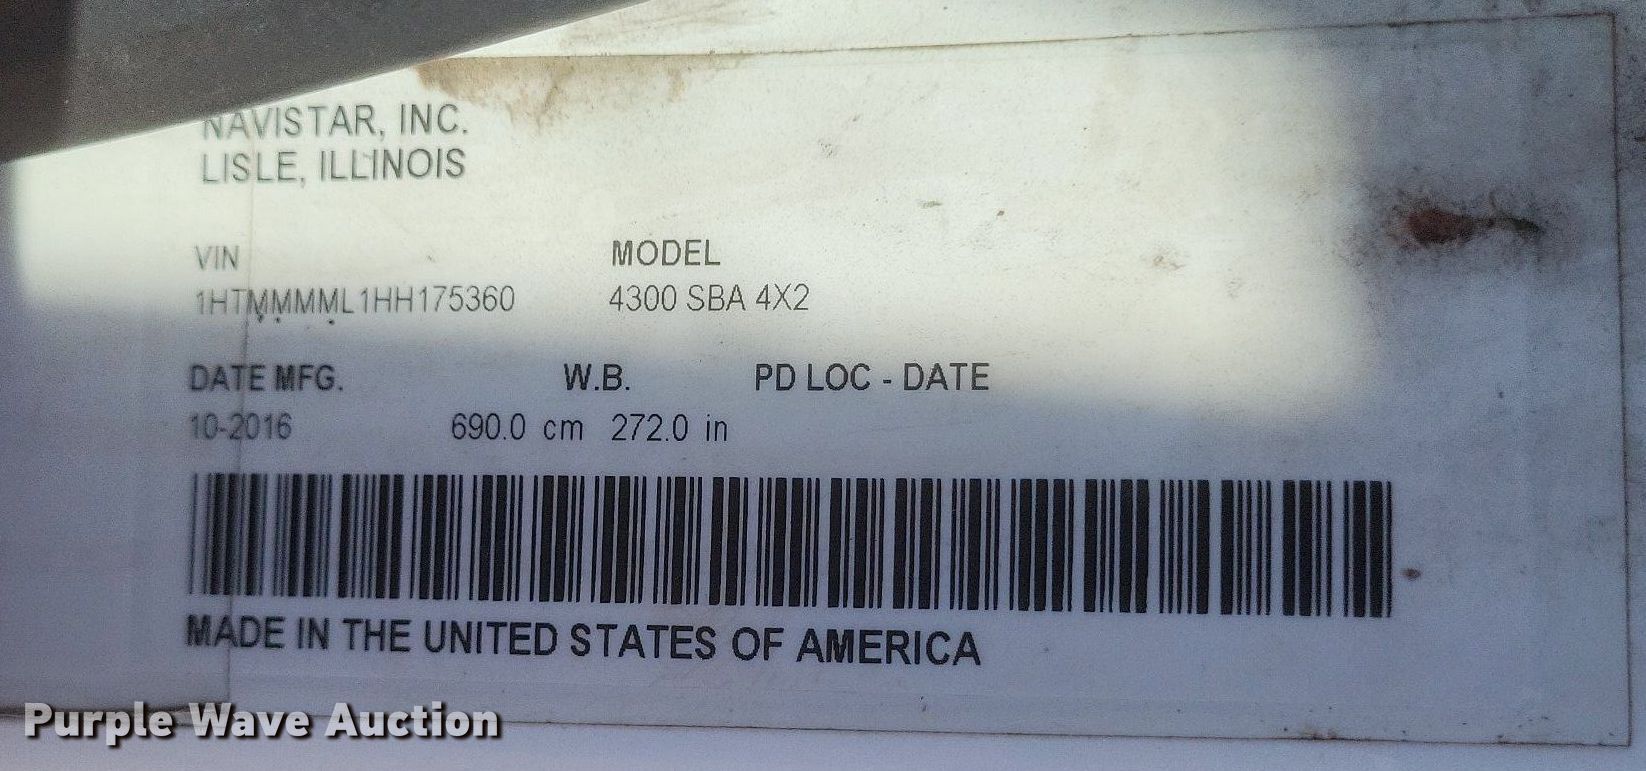 NAVISTAR, INC.
LISLE, ILLINOIS
VIN MODEL
1HTMMMML1HH175360 4300 SBA 4X2
DATE MFG. W.B. PD LOC - DATE
10-2016 690.0 cm 272.0 in
MADE IN THE UNITED STATES OF AMERICA
Purple Wave Auction